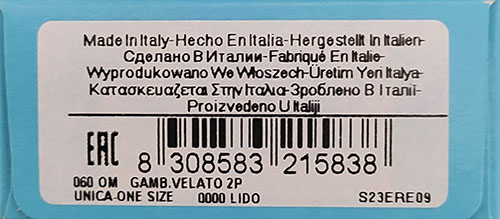 Made In Italy-Hecho En Italia-Hergestellt In Italien-
Сделано В Италии-Fabriqué En Italie-
Wyprodukowano We Włoszech-Üretim Yeri Italya-
Κατασκευαζεται Στην Ιταλια-Зроблено В Італії-
Proizvedeno U Italiji
EAC
8 308583 215838
060 OM GAMB.VELATO 2P
UNICA-ONE SIZE 0000 LIDO S23ERE09